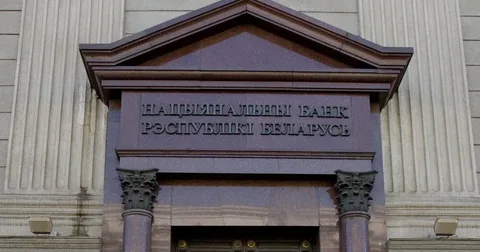 НАЦЫЯНАЛЬНЫ БАНК
РЭСПУБЛІКІ БЕЛАРУСЬ